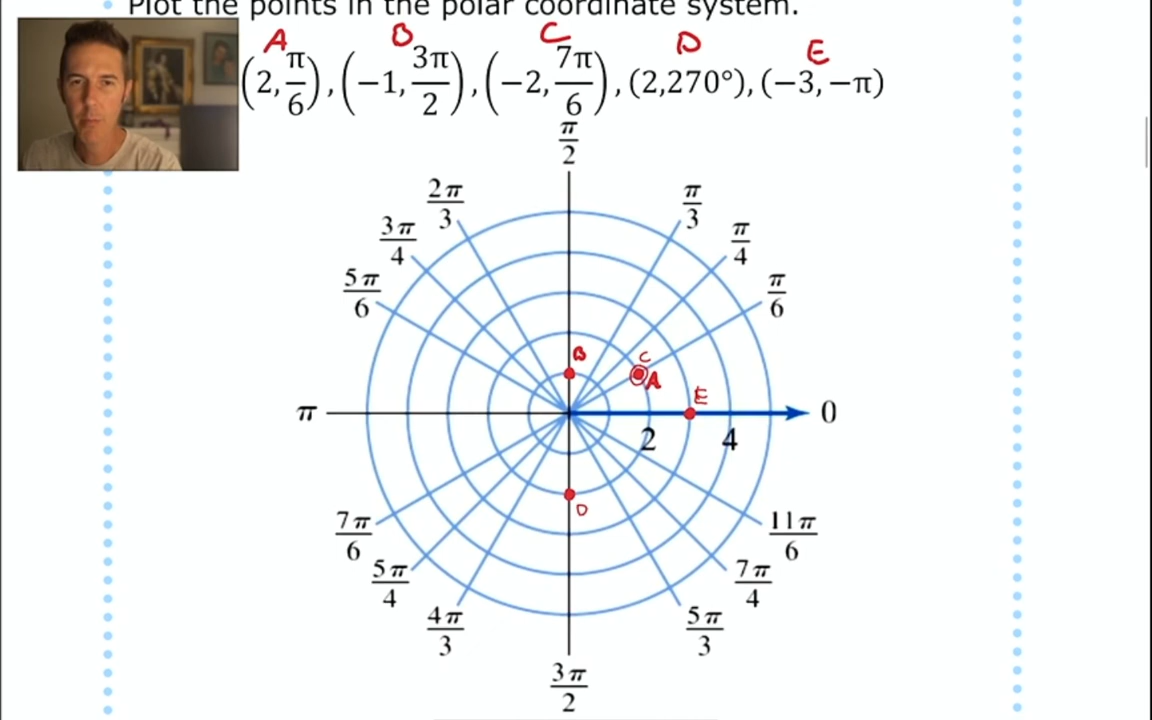 Plot the points in the polar coordinate system.
A B C D E
(2, π/6), (−1, 3π/2), (−2, 7π/6), (2,270°), (−3, −π)
π/2
2π/3 π/3
3π/4 π/4
5π/6 π/6
B C
A
E
π 0
2 4
D
7π/6 11π/6
5π/4 7π/4
4π/3 5π/3
3π/2